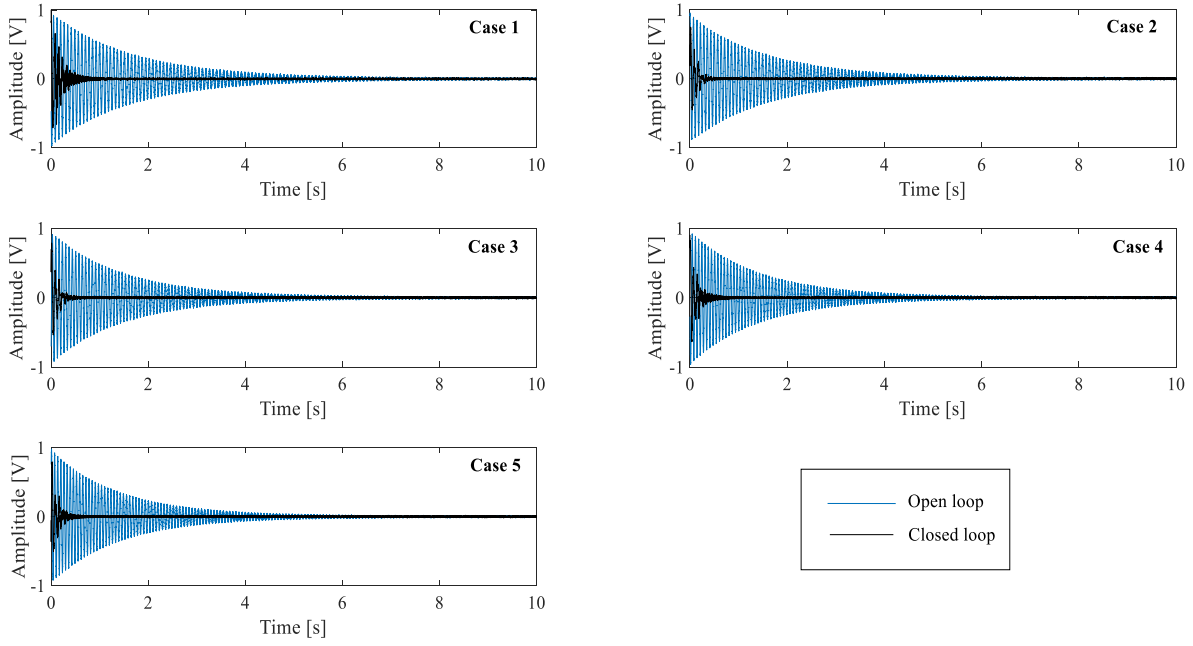 Case 1
Amplitude [V]
1
0
-1
0 2 4 6 8 10
Time [s]
Case 2
Amplitude [V]
1
0
-1
0 2 4 6 8 10
Time [s]
Case 3
Amplitude [V]
1
0
-1
0 2 4 6 8 10
Time [s]
Case 4
Amplitude [V]
1
0
-1
0 2 4 6 8 10
Time [s]
Case 5
Amplitude [V]
1
0
-1
0 2 4 6 8 10
Time [s]
Open loop
Closed loop